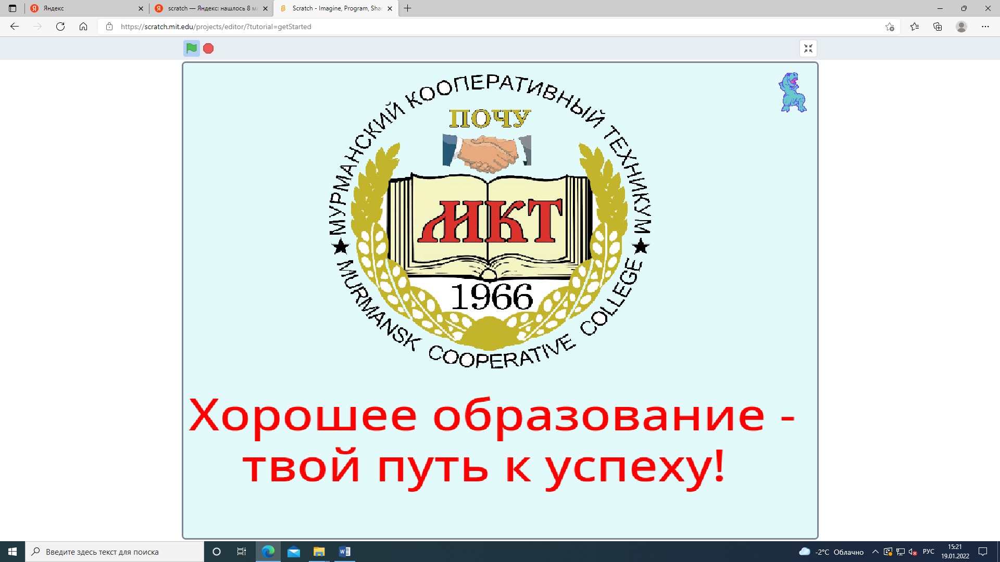 Яндекс
scratch — Яндекс: нашлось 8 мл
Scratch - Imagine, Program, Shar
https://scratch.mit.edu/projects/editor/?tutorial=getStarted
МУРМАНСКИЙ КООПЕРАТИВНЫЙ ТЕХНИКУМ
ПОЧУ
МКТ
1966
★ MURMANSK COOPERATIVE COLLEGE ★
Хорошее образование -
твой путь к успеху!
Введите здесь текст для поиска
-2°C Облачно
РУС
15:21
19.01.2022